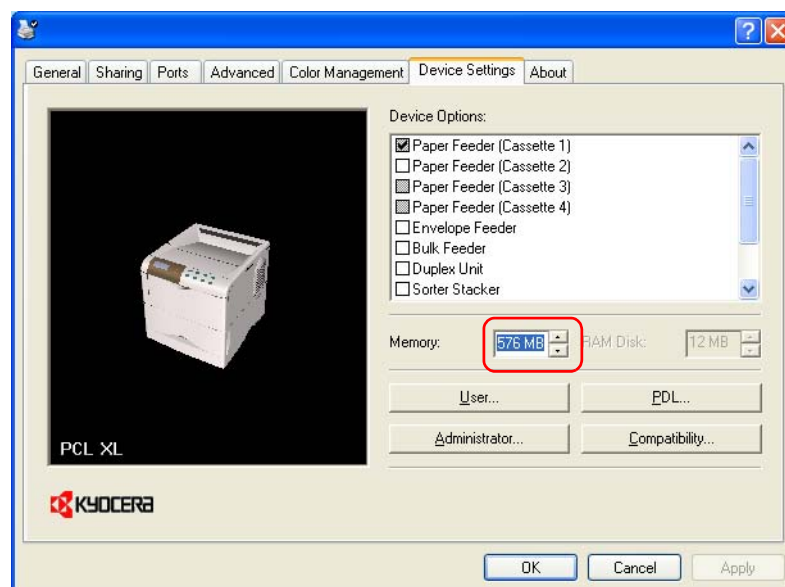 General Sharing Ports Advanced Color Management Device Settings About
Device Options:
Paper Feeder (Cassette 1)
Paper Feeder (Cassette 2)
Paper Feeder (Cassette 3)
Paper Feeder (Cassette 4)
Envelope Feeder
Bulk Feeder
Duplex Unit
Sorter Stacker
Memory: 576 MB RAM Disk: 12 MB
User... PDL...
Administrator... Compatibility...
PCL XL
KYOCERA
OK Cancel Apply